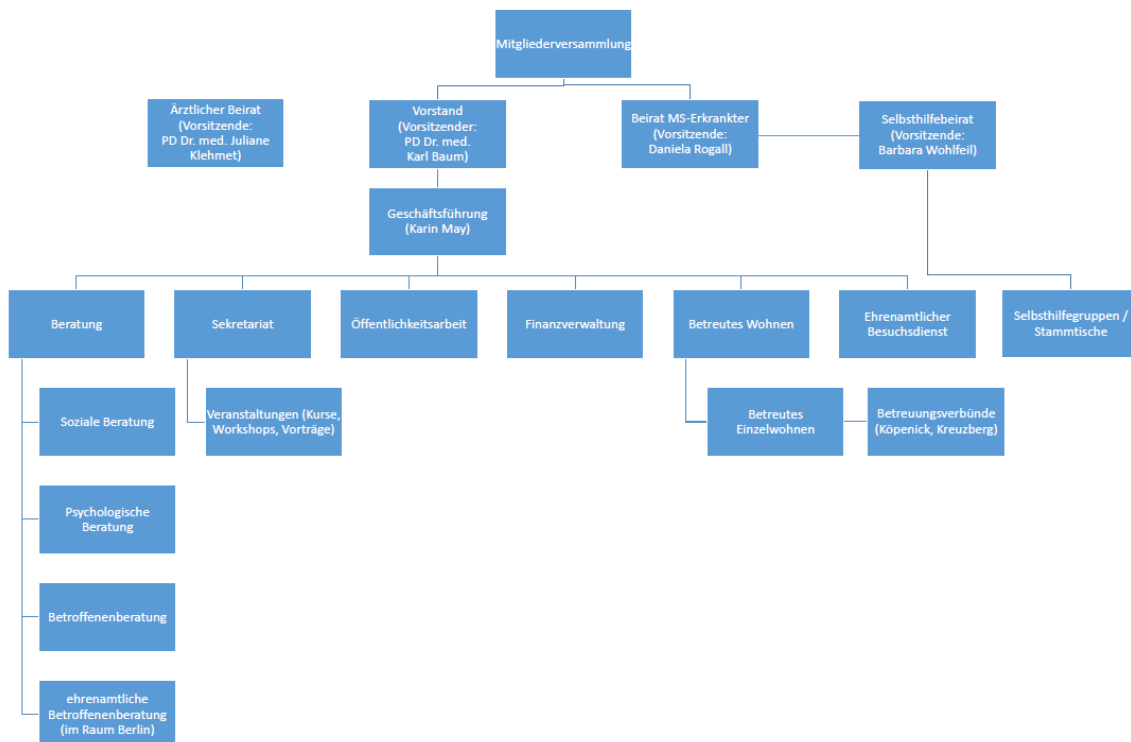 Mitgliederversammlung
Ärztlicher Beirat
(Vorsitzende:
PD Dr. med. Juliane
Klehmet)
Vorstand
(Vorsitzender:
PD Dr. med.
Karl Baum)
Beirat MS-Erkrankter
(Vorsitzende:
Daniela Rogall)
Selbsthilfebeirat
(Vorsitzende:
Barbara Wohlfeil)
Geschäftsführung
(Karin May)
Beratung
Sekretariat
Öffentlichkeitsarbeit
Finanzverwaltung
Betreutes Wohnen
Ehrenamtlicher
Besuchsdienst
Selbsthilfegruppen /
Stammtische
Soziale Beratung
Veranstaltungen (Kurse,
Workshops, Vorträge)
Betreutes
Einzelwohnen
Betreuungsverbünde
(Köpenick, Kreuzberg)
Psychologische
Beratung
Betroffenenberatung
ehrenamtliche
Betroffenenberatung
(im Raum Berlin)